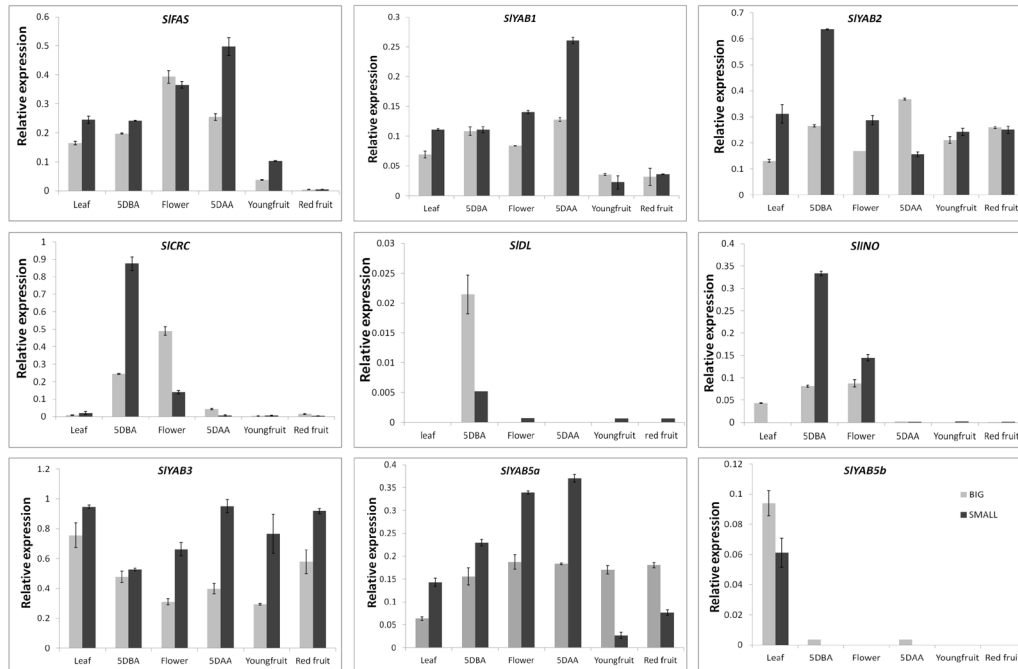 SlFAS
Relative expression
0.6
0.5
0.4
0.3
0.2
0.1
0
Leaf 5DBA Flower 5DAA Youngfruit Red fruit
SlYAB1
Relative expression
0.3
0.25
0.2
0.15
0.1
0.05
0
Leaf 5DBA Flower 5DAA Youngfruit Red fruit
SlYAB2
Relative expression
0.7
0.6
0.5
0.4
0.3
0.2
0.1
0
Leaf 5DBA Flower 5DAA Youngfruit Red fruit
SlCRC
Relative expression
1
0.9
0.8
0.7
0.6
0.5
0.4
0.3
0.2
0.1
0
Leaf 5DBA Flower 5DAA Youngfruit Red fruit
SlDL
Relative expression
0.03
0.025
0.02
0.015
0.01
0.005
0
leaf 5DBA Flower 5DAA Youngfruit red fruit
SlINO
Relative expression
0.4
0.35
0.3
0.25
0.2
0.15
0.1
0.05
0
Leaf 5DBA Flower 5DAA Youngfruit Red fruit
SlYAB3
Relative expression
1.2
1
0.8
0.6
0.4
0.2
0
Leaf 5DBA Flower 5DAA Youngfruit Red fruit
SlYAB5a
Relative expression
0.4
0.35
0.3
0.25
0.2
0.15
0.1
0.05
0
Leaf 5DBA Flower 5DAA Youngfruit Red fruit
SlYAB5b
Relative expression
0.12
0.1
0.08
0.06
0.04
0.02
0
BIG
SMALL
Leaf 5DBA Flower 5DAA Youngfruit Red fruit